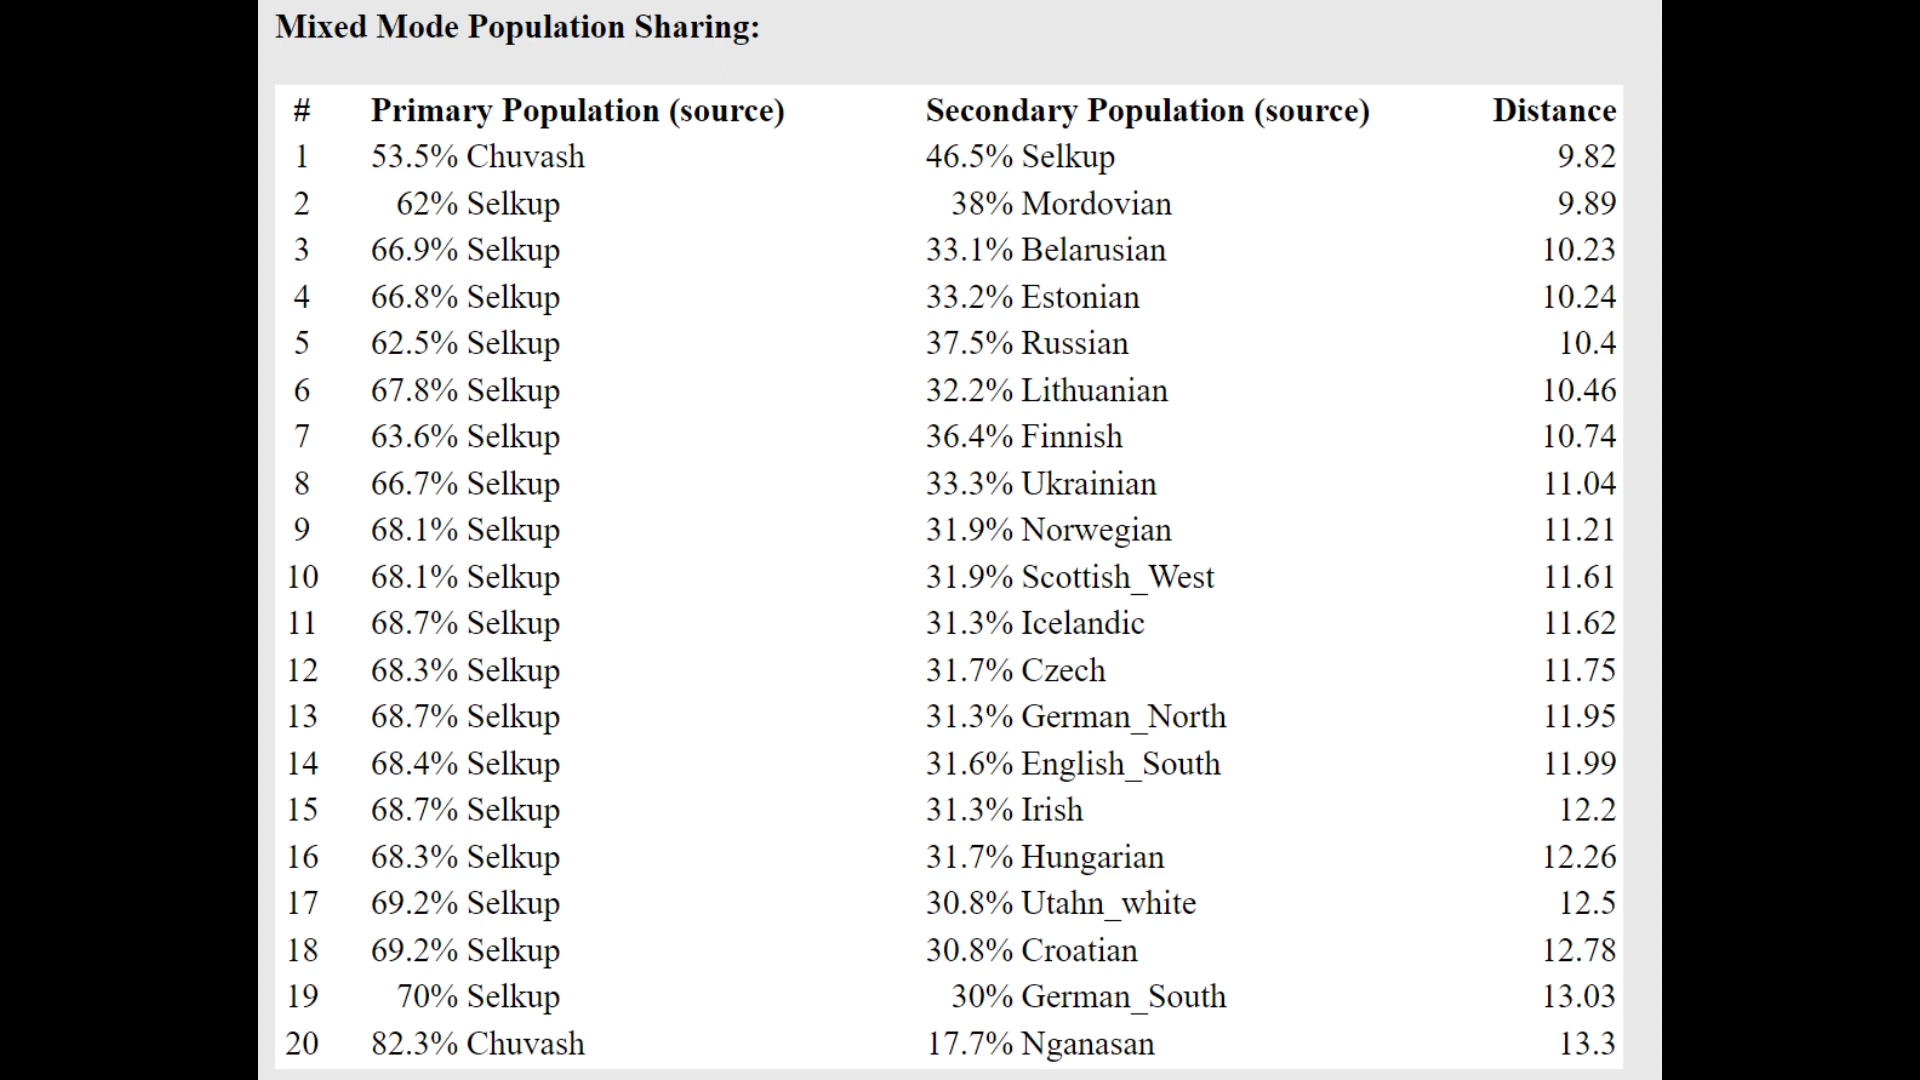 Mixed Mode Population Sharing:
# Primary Population (source) Secondary Population (source) Distance
1 53.5% Chuvash 46.5% Selkup 9.82
2 62% Selkup 38% Mordovian 9.89
3 66.9% Selkup 33.1% Belarusian 10.23
4 66.8% Selkup 33.2% Estonian 10.24
5 62.5% Selkup 37.5% Russian 10.4
6 67.8% Selkup 32.2% Lithuanian 10.46
7 63.6% Selkup 36.4% Finnish 10.74
8 66.7% Selkup 33.3% Ukrainian 11.04
9 68.1% Selkup 31.9% Norwegian 11.21
10 68.1% Selkup 31.9% Scottish_West 11.61
11 68.7% Selkup 31.3% Icelandic 11.62
12 68.3% Selkup 31.7% Czech 11.75
13 68.7% Selkup 31.3% German_North 11.95
14 68.4% Selkup 31.6% English_South 11.99
15 68.7% Selkup 31.3% Irish 12.2
16 68.3% Selkup 31.7% Hungarian 12.26
17 69.2% Selkup 30.8% Utahn_white 12.5
18 69.2% Selkup 30.8% Croatian 12.78
19 70% Selkup 30% German_South 13.03
20 82.3% Chuvash 17.7% Nganasan 13.3